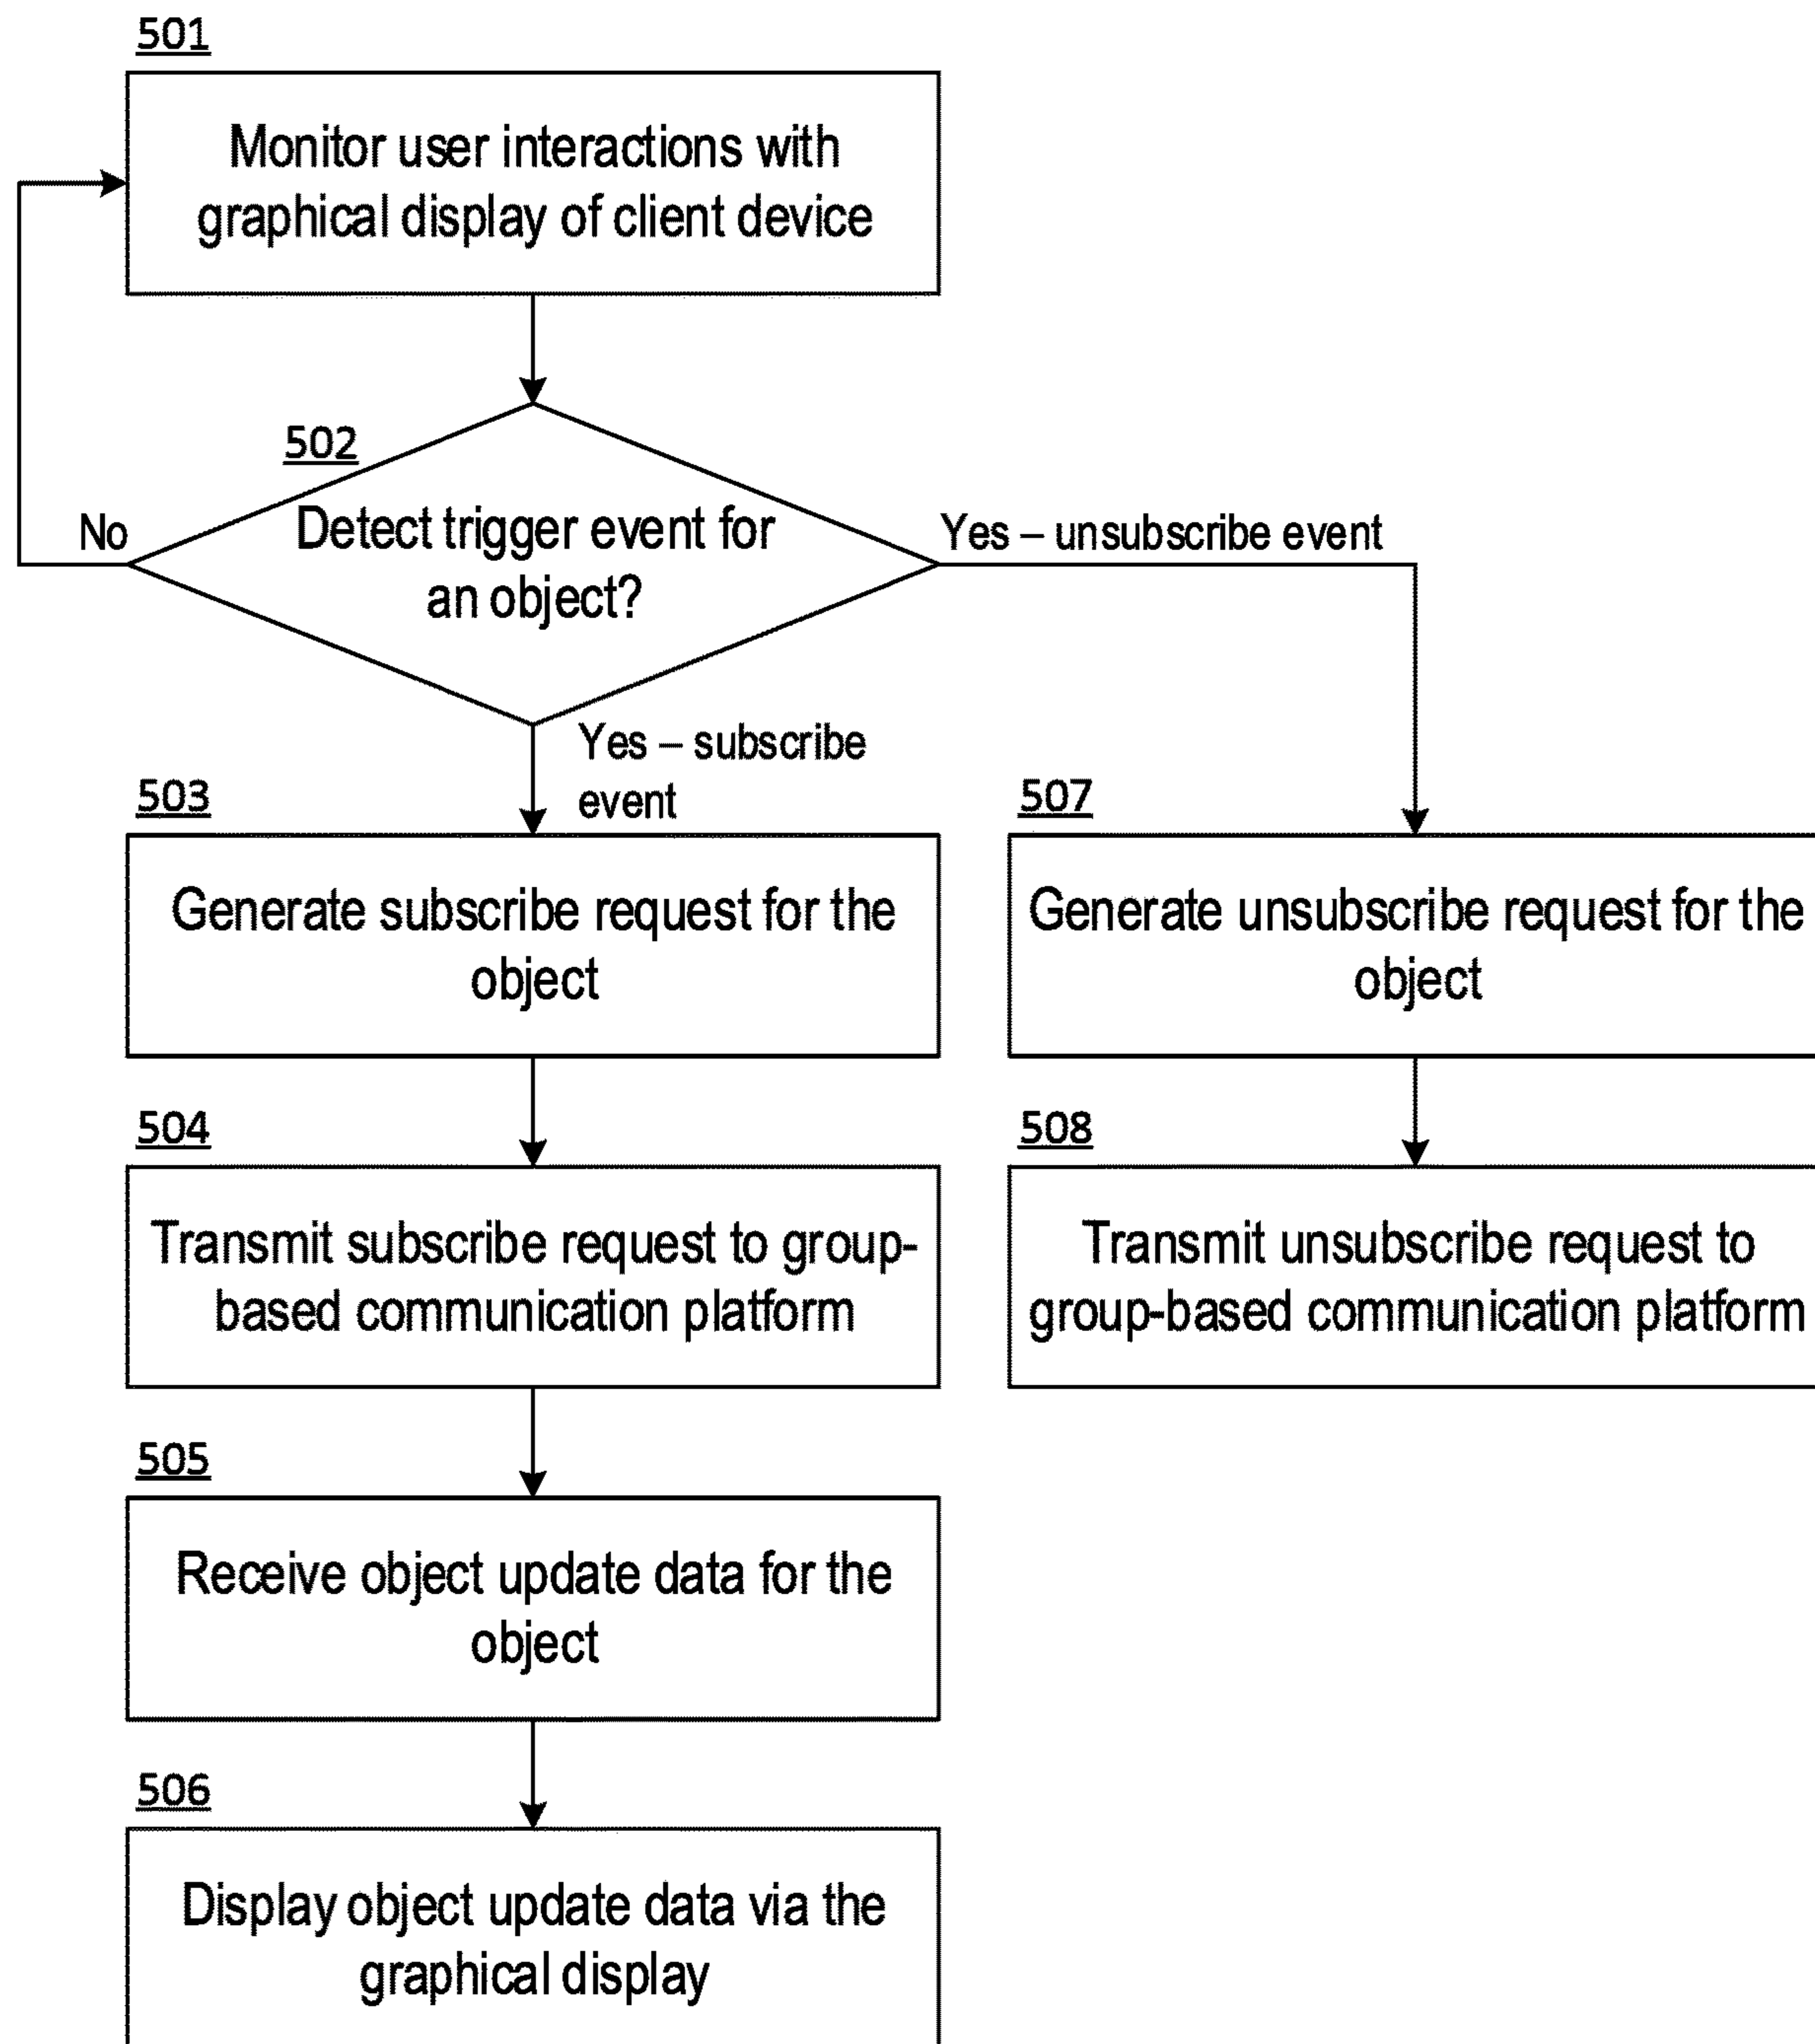 501
Monitor user interactions with
graphical display of client device
502
Detect trigger event for
an object?
No
Yes – unsubscribe event
Yes – subscribe
event
503
Generate subscribe request for the
object
507
Generate unsubscribe request for the
object
504
Transmit subscribe request to group-
based communication platform
508
Transmit unsubscribe request to
group-based communication platform
505
Receive object update data for the
object
506
Display object update data via the
graphical display